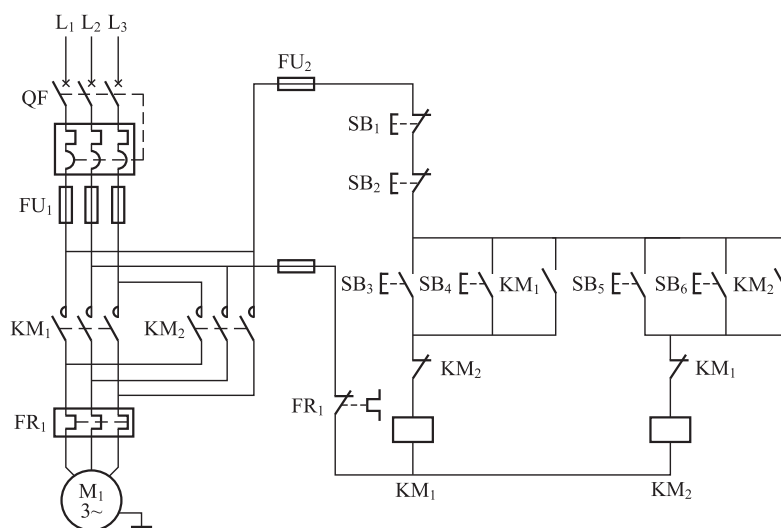 L₁ L₂ L₃
FU₂
QF
SB₁
SB₂
FU₁
SB₃ SB₄ KM₁ SB₅ SB₆ KM₂
KM₁ KM₂
KM₂ KM₁
FR₁ FR₁
M₁
3~
KM₁ KM₂